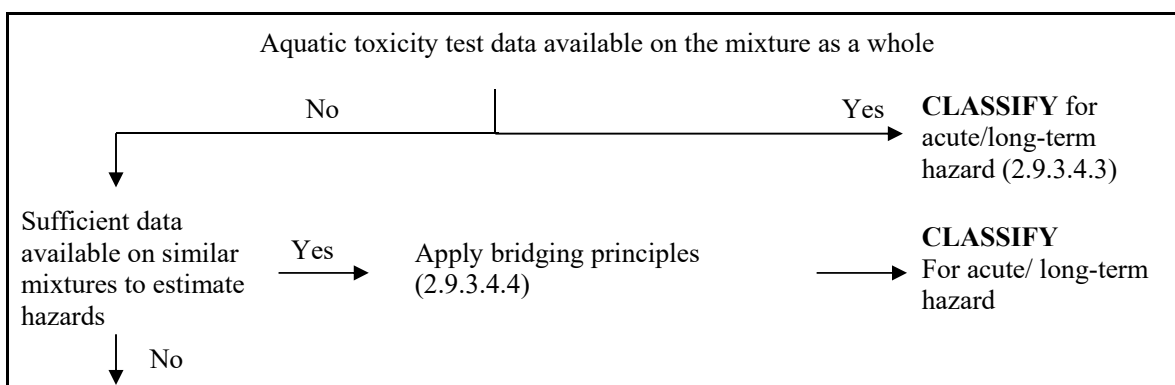 Aquatic toxicity test data available on the mixture as a whole
No
Yes
CLASSIFY for
acute/long-term
hazard (2.9.3.4.3)
Sufficient data
available on similar
mixtures to estimate
hazards
Yes
Apply bridging principles
(2.9.3.4.4)
CLASSIFY
For acute/ long-term
hazard
No